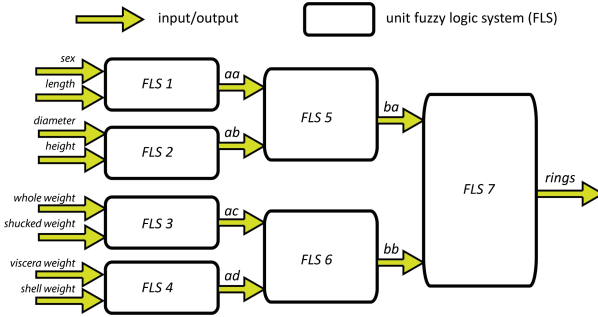 input/output
unit fuzzy logic system (FLS)
sex
length
FLS 1
aa
diameter
height
FLS 2
ab
FLS 5
ba
whole weight
shucked weight
FLS 3
ac
viscera weight
shell weight
FLS 4
ad
FLS 6
bb
FLS 7
rings